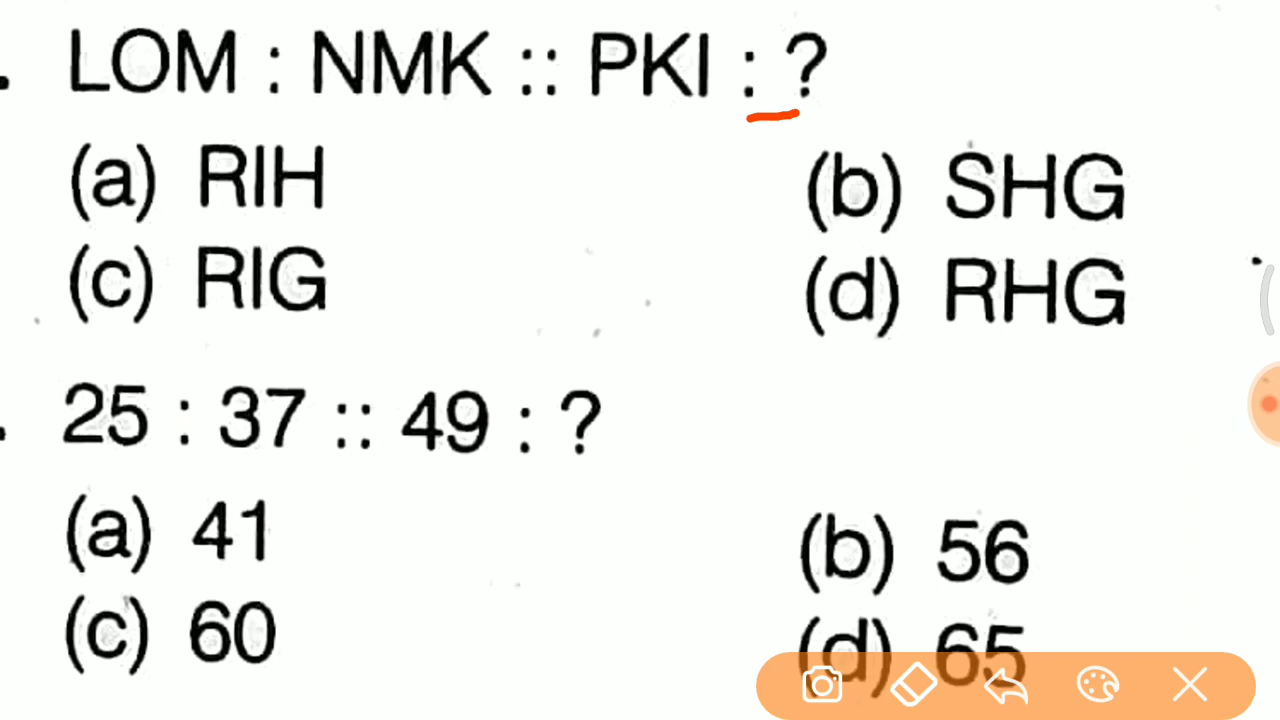 . LOM : NMK :: PKI : ?
(a) RIH (b) SHG
(c) RIG (d) RHG
. 25 : 37 :: 49 : ?
(a) 41 (b) 56
(c) 60 (d) 65